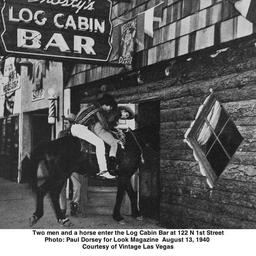 LOG CABIN
BAR
Two men and a horse enter the Log Cabin Bar at 122 N 1st Street
Photo: Paul Dorsey for Look Magazine August 13, 1940
Courtesy of Vintage Las Vegas